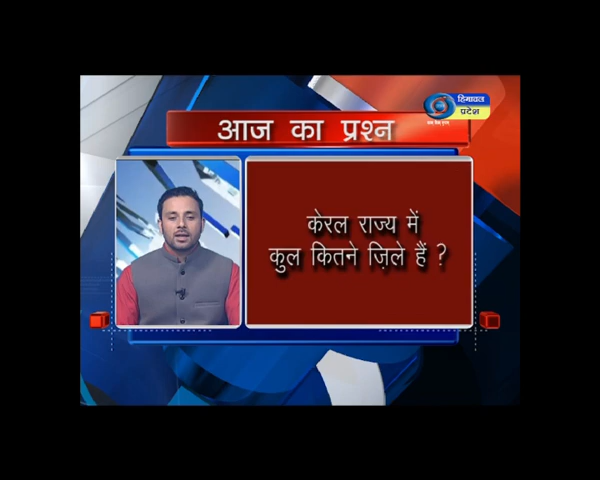 हिमाचल
प्रदेश
आज का प्रश्न
केरल राज्य में
कुल कितने ज़िले हैं ?